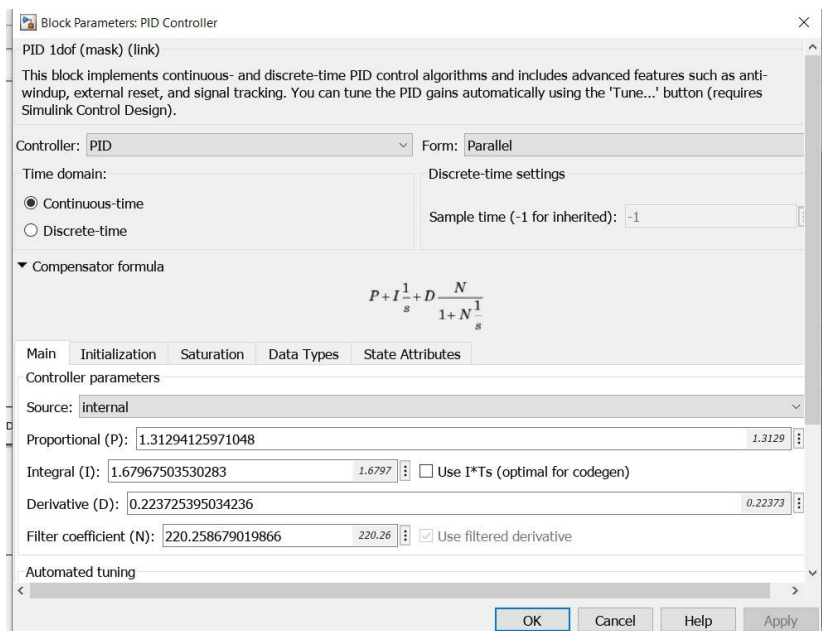 Block Parameters: PID Controller
PID 1dof (mask) (link)
This block implements continuous- and discrete-time PID control algorithms and includes advanced features such as anti-
windup, external reset, and signal tracking. You can tune the PID gains automatically using the 'Tune...' button (requires
Simulink Control Design).
Controller: PID Form: Parallel
Time domain: Discrete-time settings
Continuous-time
Sample time (-1 for inherited): -1
Discrete-time
Compensator formula
P+I 1/s +D N/(1+N 1/s)
Main Initialization Saturation Data Types State Attributes
Controller parameters
Source: internal
Proportional (P): 1.31294125971048 1.3129
Integral (I): 1.67967503530283 1.6797 Use I*Ts (optimal for codegen)
Derivative (D): 0.223725395034236 0.22373
Filter coefficient (N): 220.258679019866 220.26 Use filtered derivative
Automated tuning
OK Cancel Help Apply